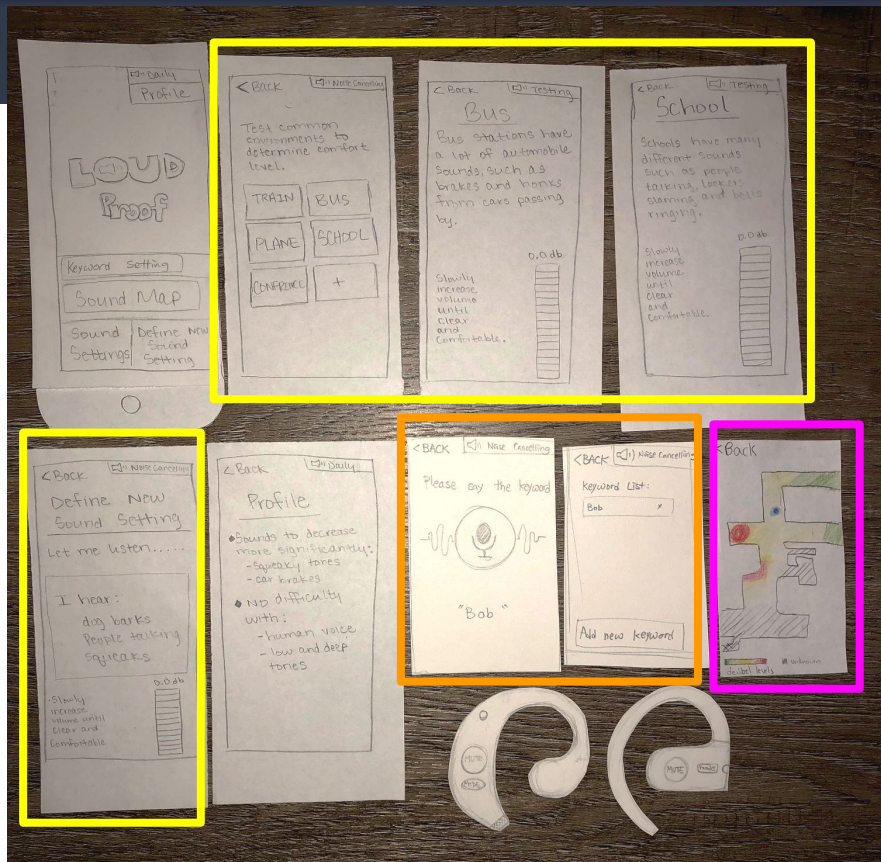 Daily
Profile
LOUD
Proof
Keyword Setting
Sound Map
Sound
Settings
Define New
Sound
Setting
< Back
Noise Cancelling
Test common
environments to
determine comfort
level.
TRAIN
BUS
PLANE
SCHOOL
+
< Back
Testing
Bus
Bus stations have
a lot of automobile
sounds, such as
brakes and honks
from cars passing
by.
0.0 db
Slowly
increase
volume
until
clear
and
comfortable.
< Back
Testing
School
Schools have many
different sounds
such as people
talking, locker
slaming and bells
ringing.
0.0 db
Slowly
increase
volume
until
clear
and
comfortable.
< Back
Noise Cancelling
Define New
Sound Setting
Let me listen.....
I hear:
dog barks
People talking
squeaks
0.0 db
Slowly
increase
volume until
clear and
comfortable
< Back
Daily
Profile
Sounds to decrease
more significantly:
- squeaky tones
- car brakes
NO difficulty
with:
- human voice
- low and deep
tones
< BACK
Noise Cancelling
Please say the keyword
"Bob"
< BACK
Noise Cancelling
Keyword List:
Bob x
Add new keyword
< Back
decibel levels
unknown
MUTE
MUTE